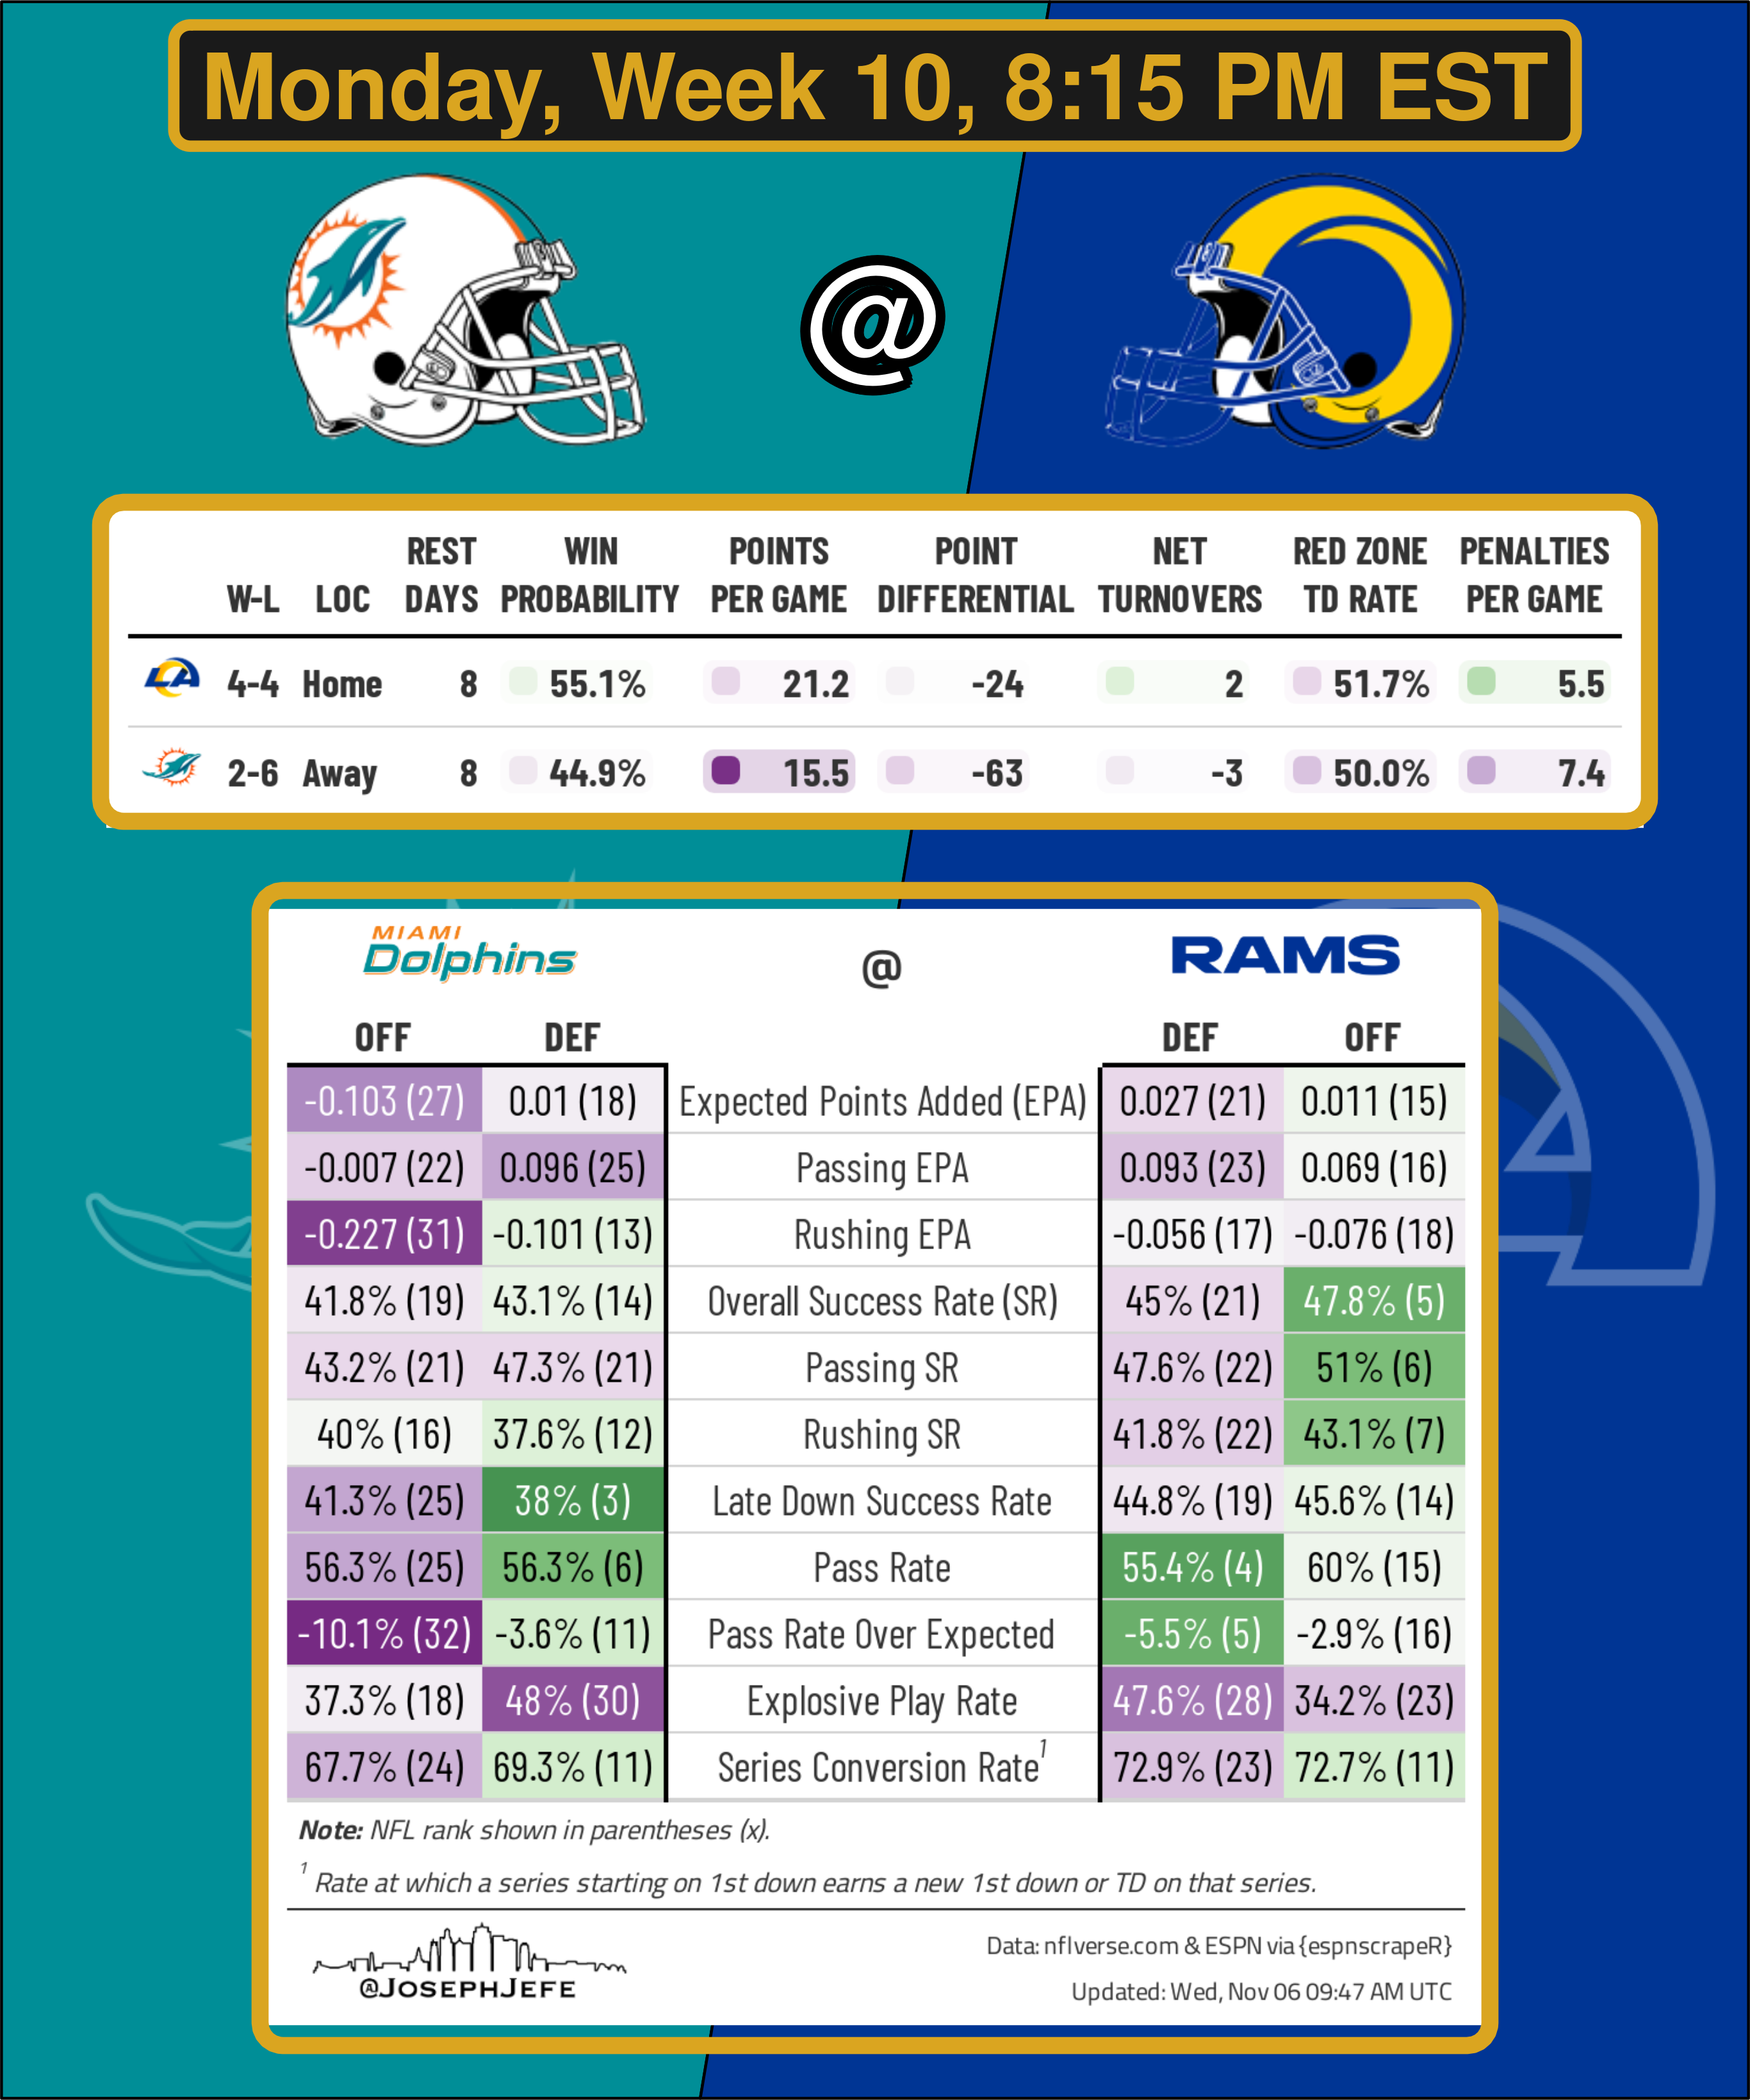 Monday, Week 10, 8:15 PM EST
@
W-L LOC REST DAYS WIN PROBABILITY POINTS PER GAME POINT DIFFERENTIAL NET TURNOVERS RED ZONE TD RATE PENALTIES PER GAME
LA 4-4 Home 8 55.1% 21.2 -24 2 51.7% 5.5
2-6 Away 8 44.9% 15.5 -63 -3 50.0% 7.4
MIAMI Dolphins @ RAMS
OFF DEF DEF OFF
-0.103 (27) 0.01 (18) Expected Points Added (EPA) 0.027 (21) 0.011 (15)
-0.007 (22) 0.096 (25) Passing EPA 0.093 (23) 0.069 (16)
-0.227 (31) -0.101 (13) Rushing EPA -0.056 (17) -0.076 (18)
41.8% (19) 43.1% (14) Overall Success Rate (SR) 45% (21) 47.8% (5)
43.2% (21) 47.3% (21) Passing SR 47.6% (22) 51% (6)
40% (16) 37.6% (12) Rushing SR 41.8% (22) 43.1% (7)
41.3% (25) 38% (3) Late Down Success Rate 44.8% (19) 45.6% (14)
56.3% (25) 56.3% (6) Pass Rate 55.4% (4) 60% (15)
-10.1% (32) -3.6% (11) Pass Rate Over Expected -5.5% (5) -2.9% (16)
37.3% (18) 48% (30) Explosive Play Rate 47.6% (28) 34.2% (23)
67.7% (24) 69.3% (11) Series Conversion Rate¹ 72.9% (23) 72.7% (11)
Note: NFL rank shown in parentheses (x).
¹ Rate at which a series starting on 1st down earns a new 1st down or TD on that series.
@JOSEPHJEFE
Data: nflverse.com & ESPN via {espnscrapeR}
Updated: Wed, Nov 06 09:47 AM UTC